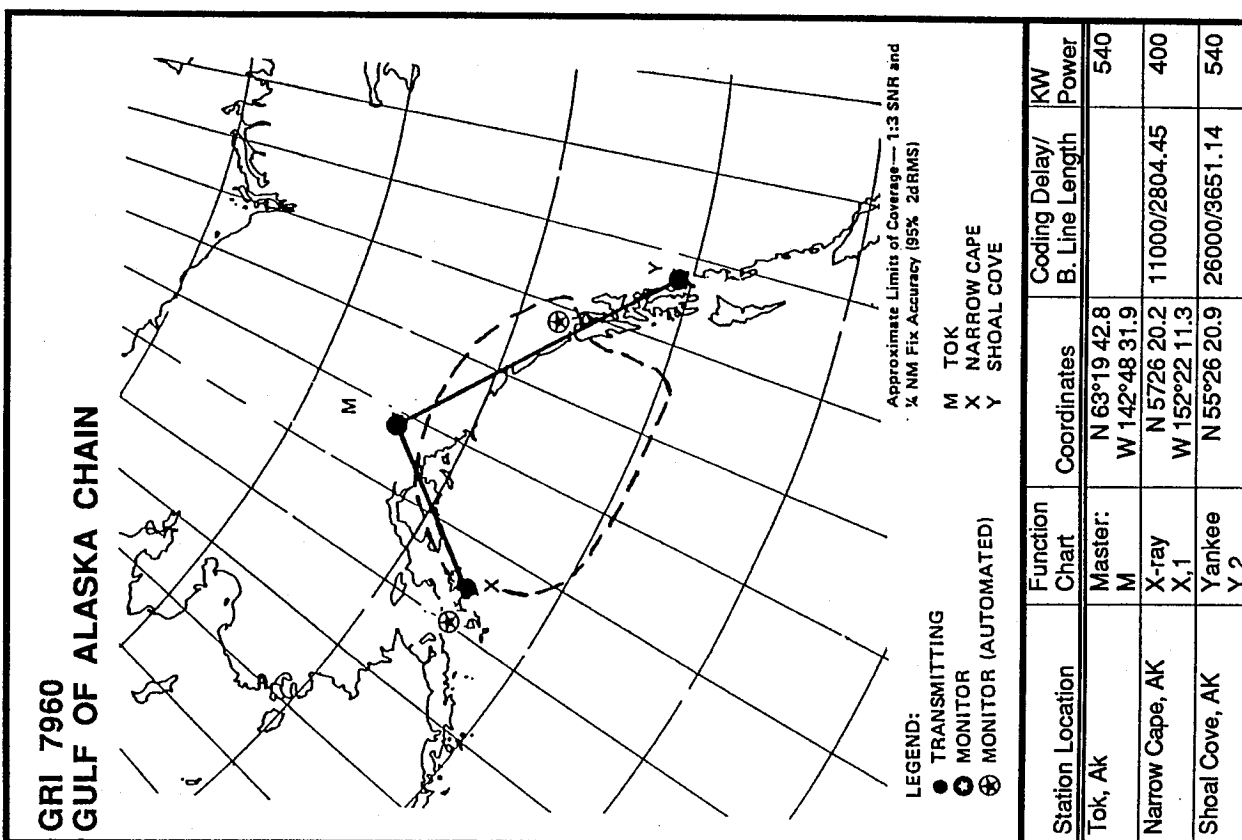 GRI 7960
GULF OF ALASKA CHAIN
M
X
Y
LEGEND:
TRANSMITTING
MONITOR
MONITOR (AUTOMATED)
Approximate Limits of Coverage — 1:3 SNR and
¼ NM Fix Accuracy (95% 2dRMS)
M TOK
X NARROW CAPE
Y SHOAL COVE
Station Location Function Chart Coordinates Coding Delay/ B. Line Length KW Power
Tok, Ak Master: N 63°19 42.8 540
M W 142°48 31.9
Narrow Cape, AK X-ray N 5726 20.2 11000/2804.45 400
X,1 W 152°22 11.3
Shoal Cove, AK Yankee N 55°26 20.9 26000/3651.14 540
Y,2